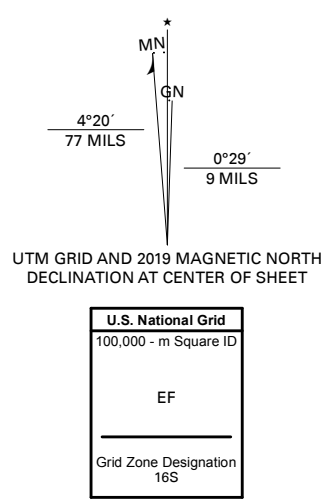 ★
MN
GN
4°20´
77 MILS
0°29´
9 MILS
UTM GRID AND 2019 MAGNETIC NORTH
DECLINATION AT CENTER OF SHEET
U.S. National Grid
100,000 - m Square ID
EF
Grid Zone Designation
16S